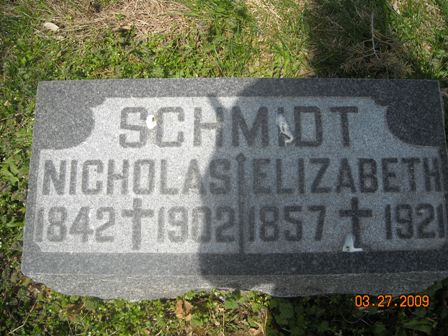 SCHMIDT
NICHOLAS ELIZABETH
1842 1902 1857 1921
03.27.2009